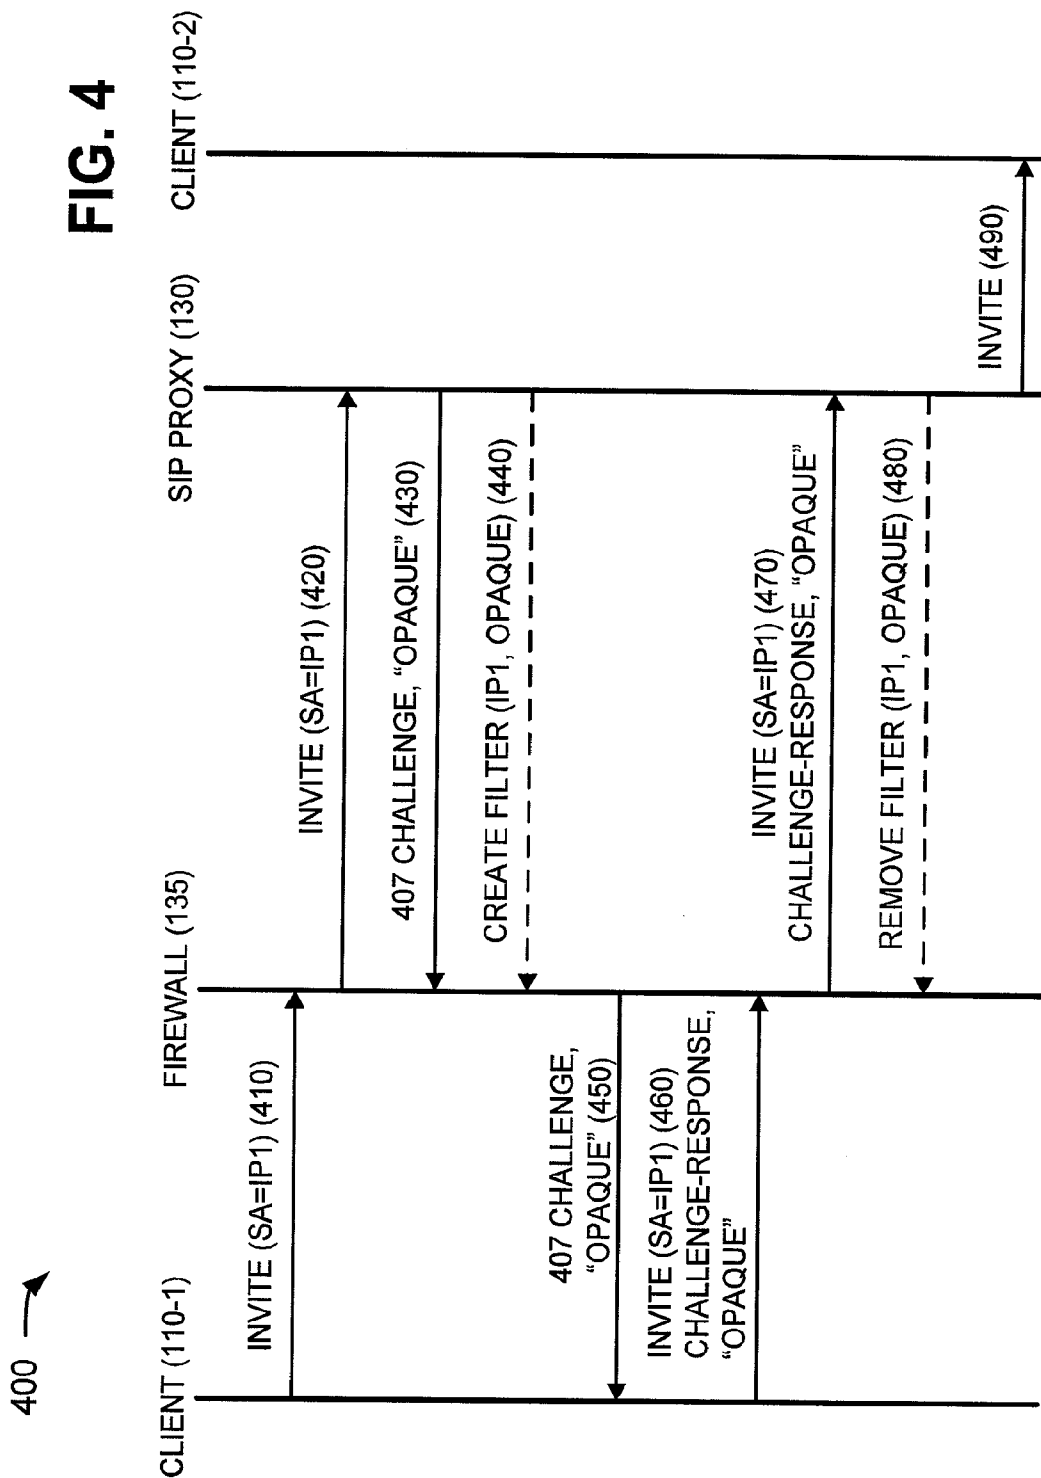 400
FIG. 4
CLIENT (110-1)
FIREWALL (135)
SIP PROXY (130)
CLIENT (110-2)
INVITE (SA=IP1) (410)
INVITE (SA=IP1) (420)
407 CHALLENGE, “OPAQUE” (430)
CREATE FILTER (IP1, OPAQUE) (440)
407 CHALLENGE,
“OPAQUE” (450)
INVITE (SA=IP1) (460)
CHALLENGE-RESPONSE,
“OPAQUE”
INVITE (SA=IP1) (470)
CHALLENGE-RESPONSE, “OPAQUE”
REMOVE FILTER (IP1, OPAQUE) (480)
INVITE (490)